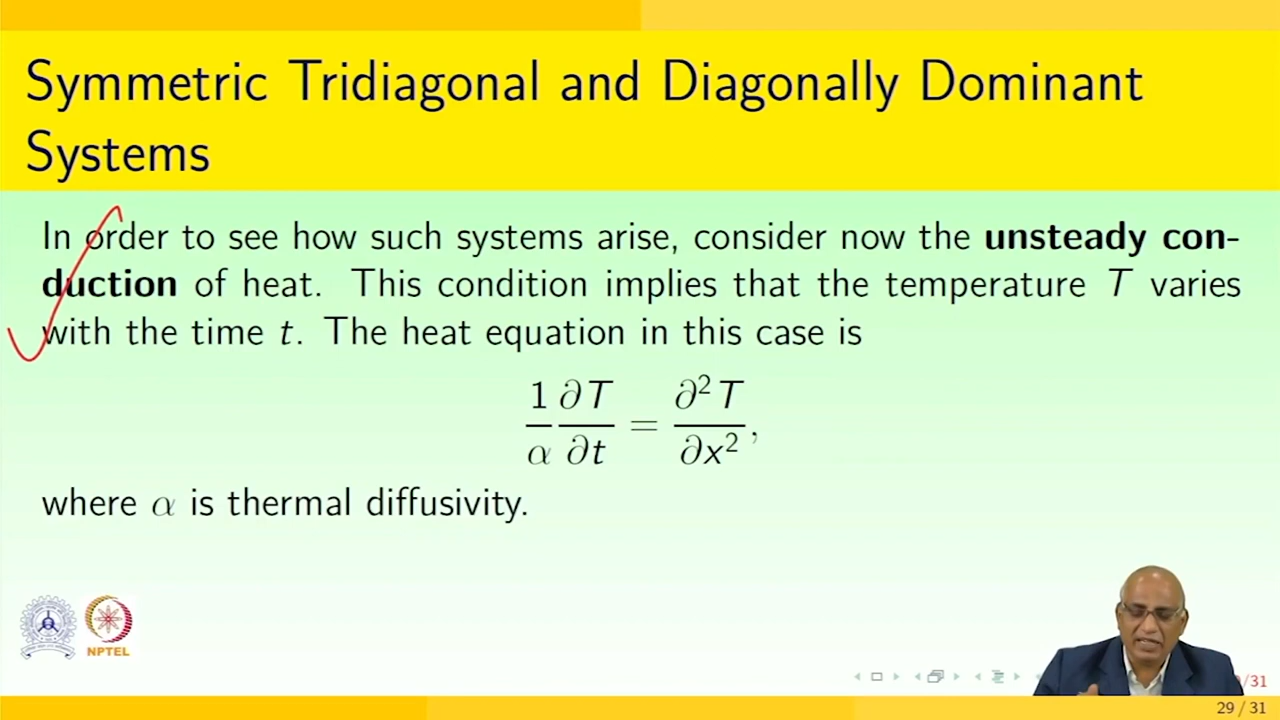 Symmetric Tridiagonal and Diagonally Dominant
Systems
In order to see how such systems arise, consider now the unsteady con-
duction of heat. This condition implies that the temperature T varies
with the time t. The heat equation in this case is
1/α ∂T/∂t = ∂²T/∂x²,
where α is thermal diffusivity.
NPTEL
/31
29 / 31